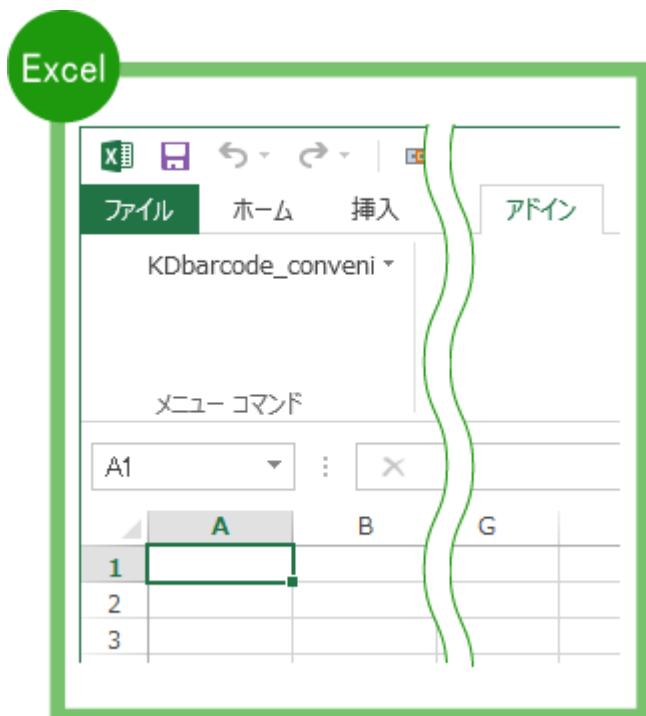 Excel
ファイル ホーム 挿入 アドイン
KDbarcode_conveni
メニュー コマンド
A1
A B G
1
2
3